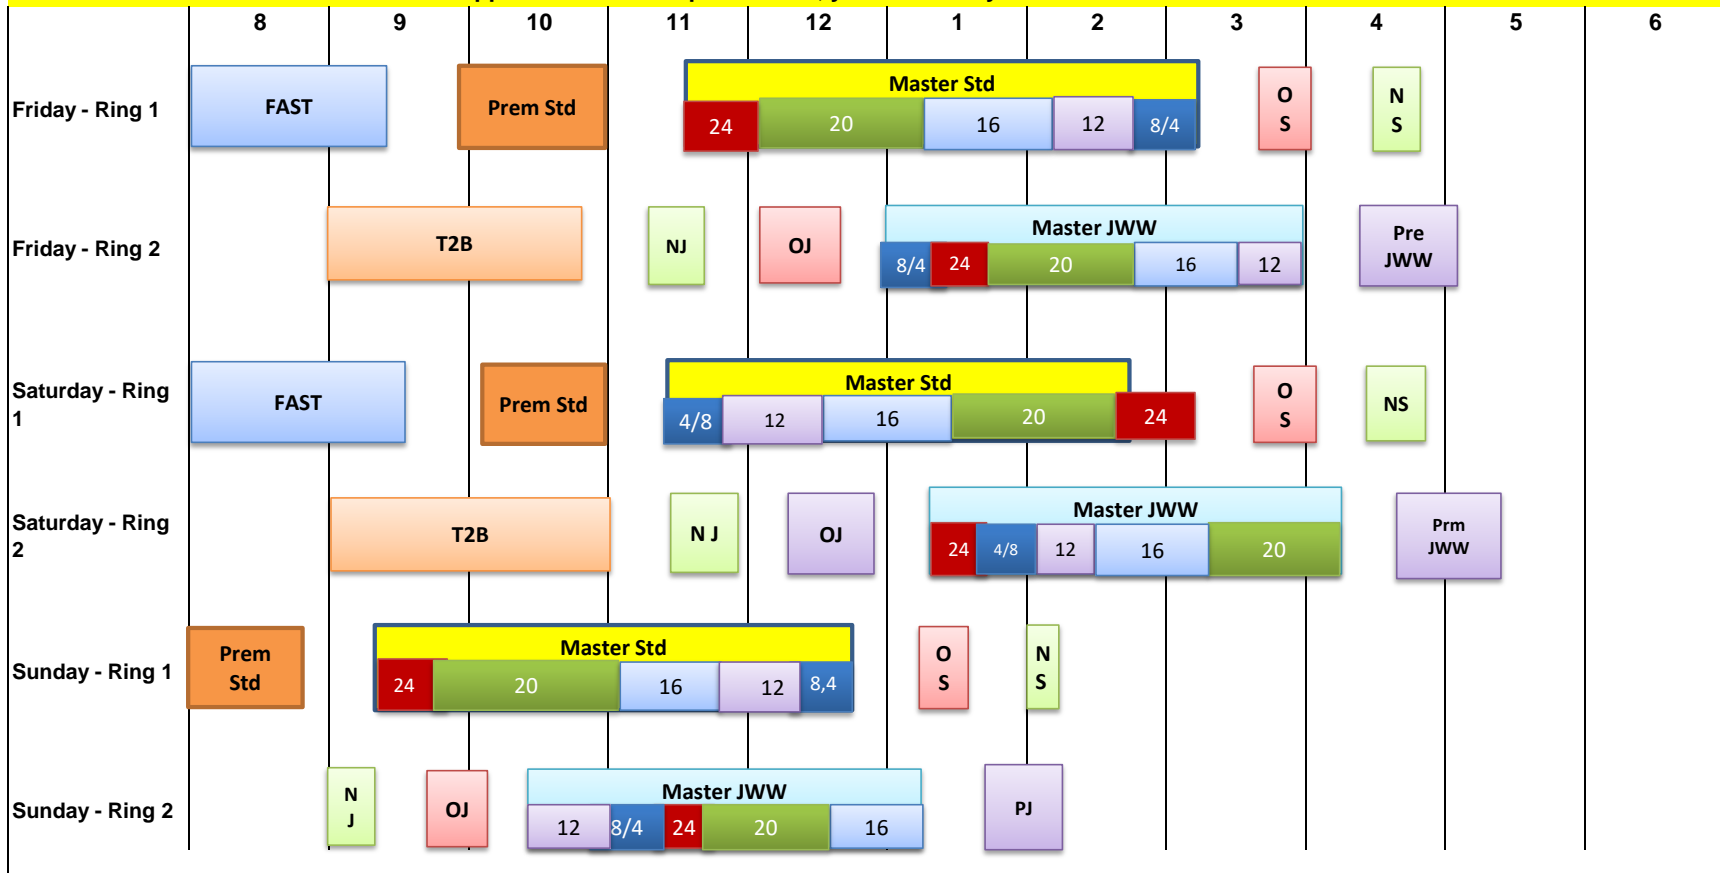 8 9 10 11 12 1 2 3 4 5 6
Friday - Ring 1
FAST
Prem Std
Master Std
24 20 16 12 8/4
O
S
N
S
Friday - Ring 2
T2B
NJ
OJ
Master JWW
8/4 24 20 16 12
Pre
JWW
Saturday - Ring
1
FAST
Prem Std
Master Std
4/8 12 16 20 24
O
S
NS
Saturday - Ring
2
T2B
N J
OJ
Master JWW
24 4/8 12 16 20
Prm
JWW
Sunday - Ring 1
Prem
Std
Master Std
24 20 16 12 8,4
O
S
N
S
Sunday - Ring 2
N
J
OJ
Master JWW
12 8/4 24 20 16
PJ